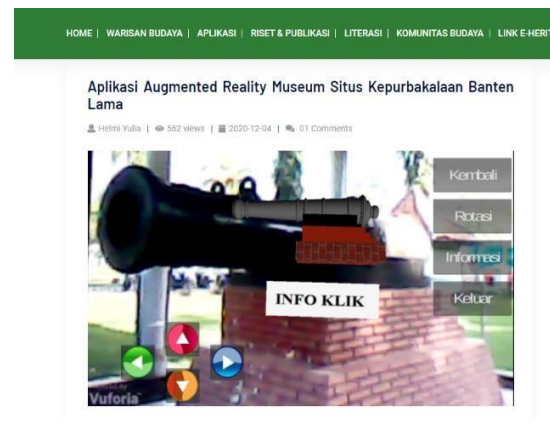 HOME | WARISAN BUDAYA | APLIKASI | RISET & PUBLIKASI | LITERASI | KOMUNITAS BUDAYA | LINK E-HERIT
Aplikasi Augmented Reality Museum Situs Kepurbakalaan Banten
Lama
Helmi Yulia | 562 views | 2020-12-04 | 01 Comments
Kembali
Rotasi
Informasi
INFO KLIK
Keluar
Vuforia